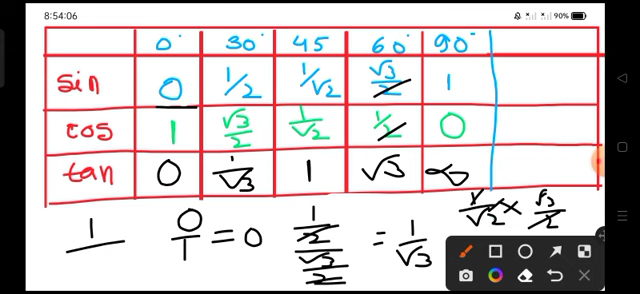 8:54:06 90%
0° 30° 45 60° 90°
sin 0 1/2 1/√2 √3/2 1
cos 1 √3/2 1/√2 1/2 0
tan 0 1/√3 1 √3 ∞
1 0/1 = 0 1/2/√3/2 = 1/√3